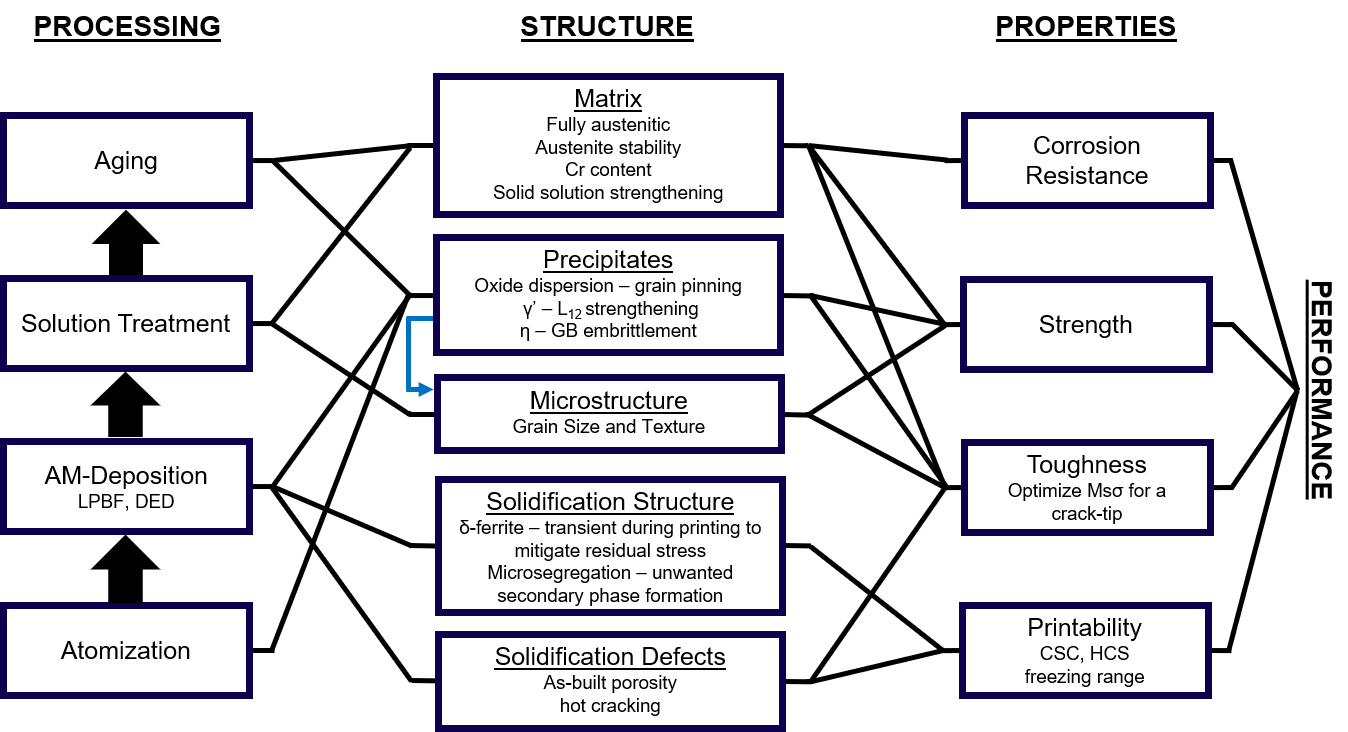 PROCESSING
STRUCTURE
PROPERTIES
Aging
Solution Treatment
AM-Deposition
LPBF, DED
Atomization
Matrix
Fully austenitic
Austenite stability
Cr content
Solid solution strengthening
Precipitates
Oxide dispersion – grain pinning
γ’ – L₁₂ strengthening
η – GB embrittlement
Microstructure
Grain Size and Texture
Solidification Structure
δ-ferrite – transient during printing to
mitigate residual stress
Microsegregation – unwanted
secondary phase formation
Solidification Defects
As-built porosity
hot cracking
Corrosion
Resistance
Strength
Toughness
Optimize Msσ for a
crack-tip
Printability
CSC, HCS
freezing range
PERFORMANCE